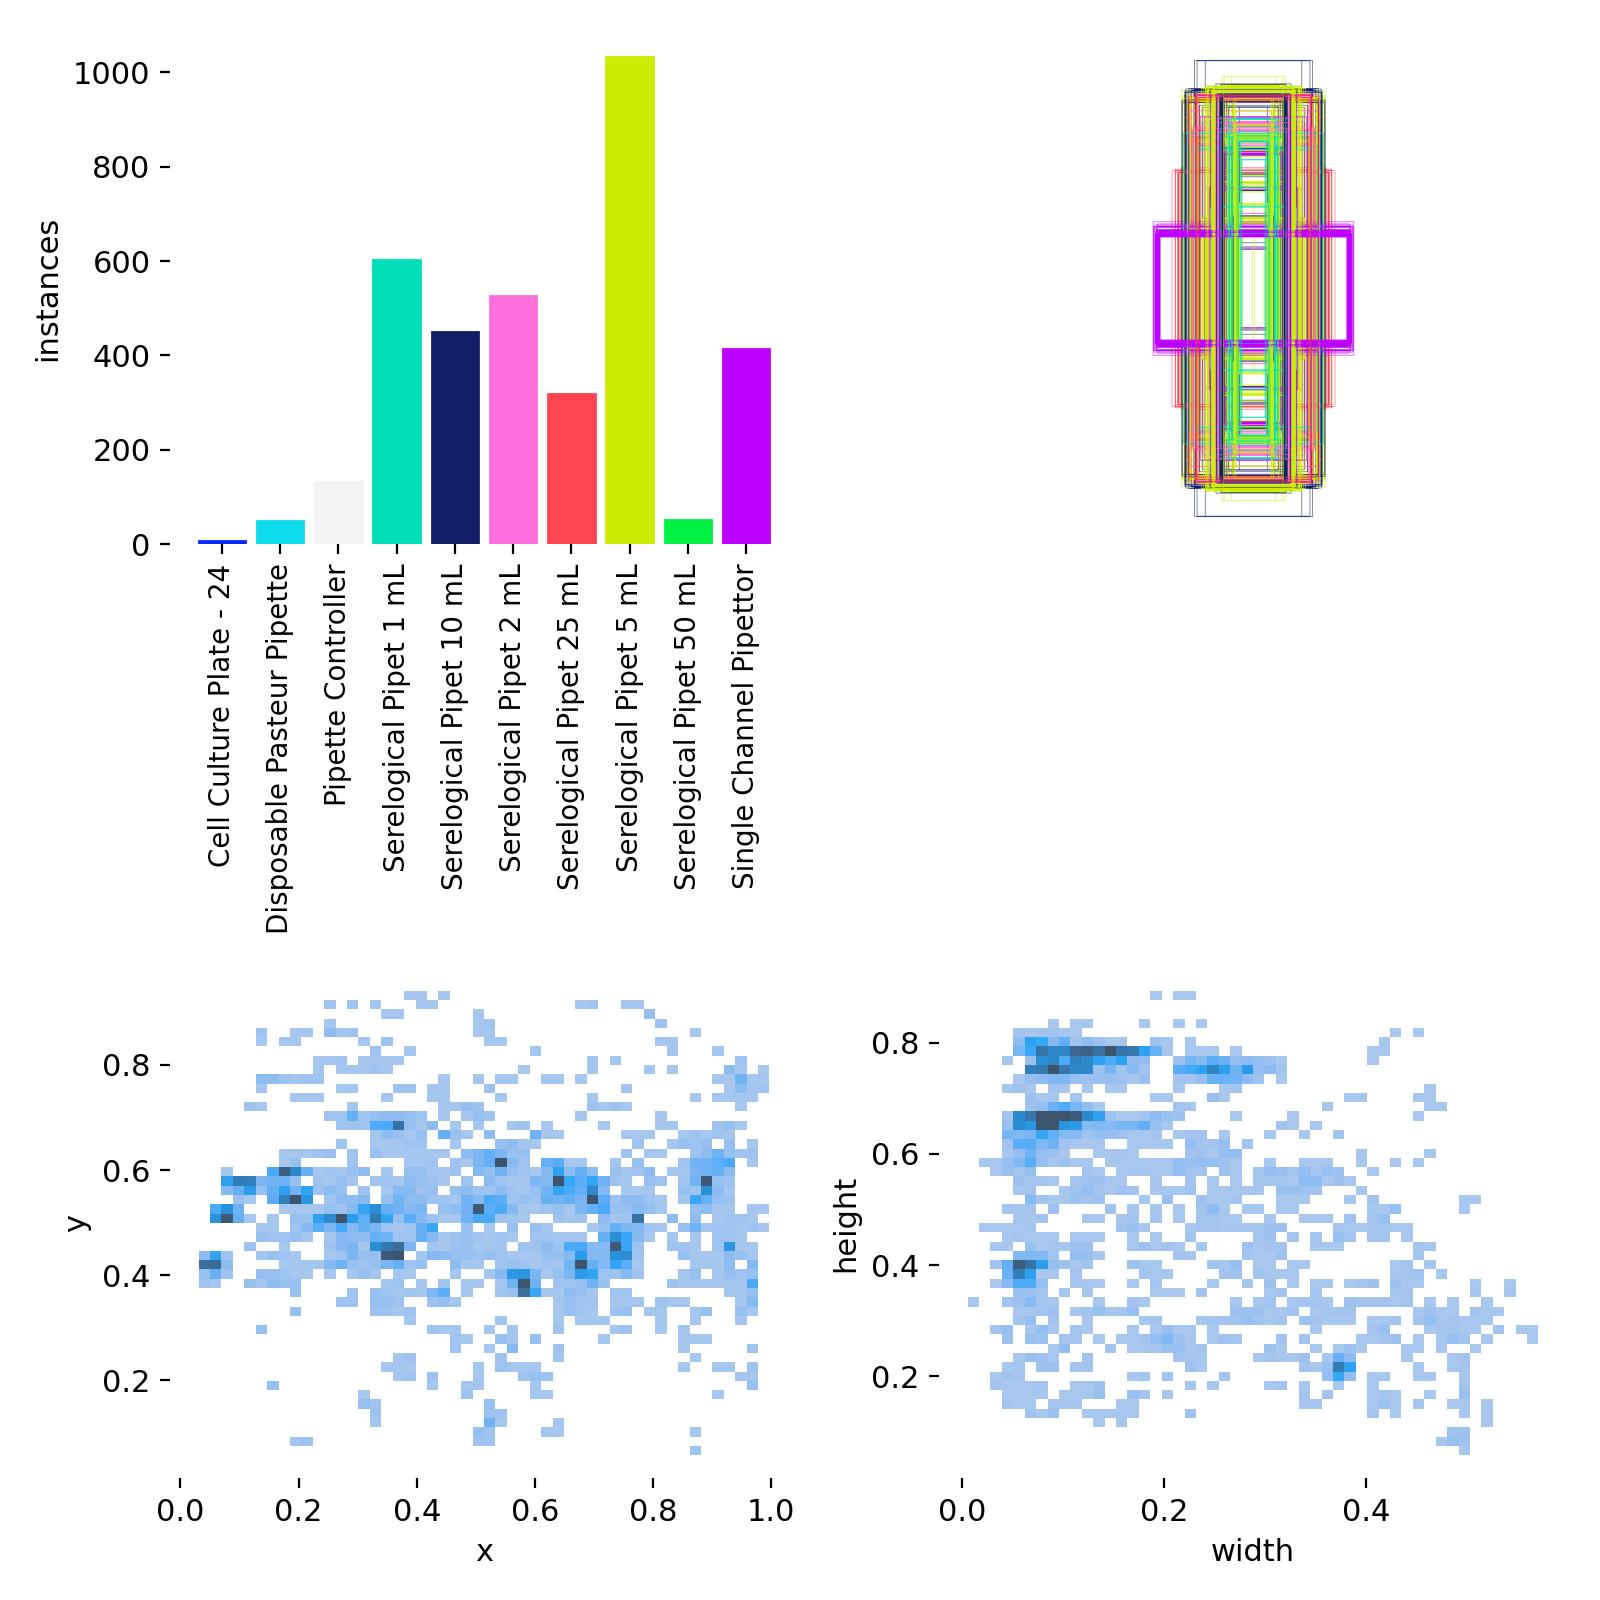 instances
1000
800
600
400
200
0
Cell Culture Plate - 24
Disposable Pasteur Pipette
Pipette Controller
Serelogical Pipet 1 mL
Serelogical Pipet 10 mL
Serelogical Pipet 2 mL
Serelogical Pipet 25 mL
Serelogical Pipet 5 mL
Serelogical Pipet 50 mL
Single Channel Pipettor
y
0.8
0.6
0.4
0.2
0.0 0.2 0.4 0.6 0.8 1.0
x
height
0.8
0.6
0.4
0.2
0.0 0.2 0.4
width